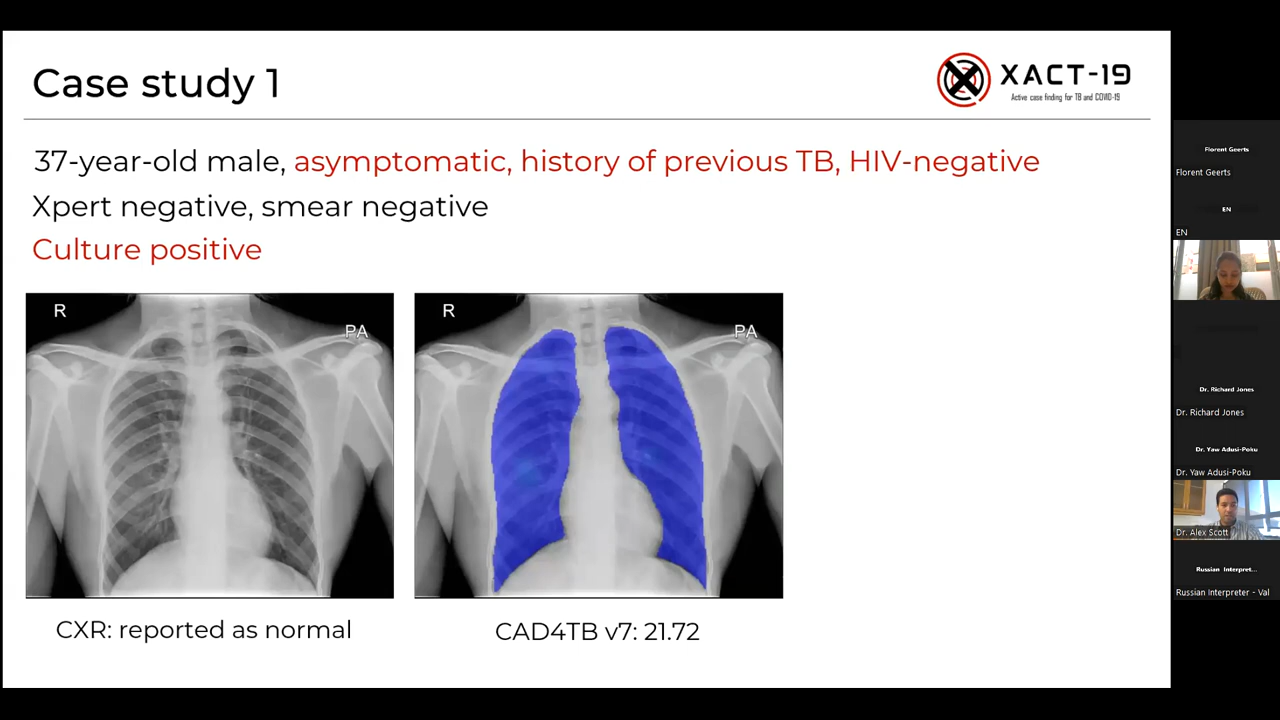 Case study 1
XACT-19
Active case finding for TB and COVID-19
37-year-old male, asymptomatic, history of previous TB, HIV-negative
Xpert negative, smear negative
Culture positive
R
PA
R
PA
CXR: reported as normal
CAD4TB v7: 21.72
Florent Geerts
Florent Geerts
EN
EN
Dr. Richard Jones
Dr. Richard Jones
Dr. Yaw Adusi-Poku
Dr. Yaw Adusi-Poku
Dr. Alex Scott
Russian Interpret...
Russian Interpreter - Val